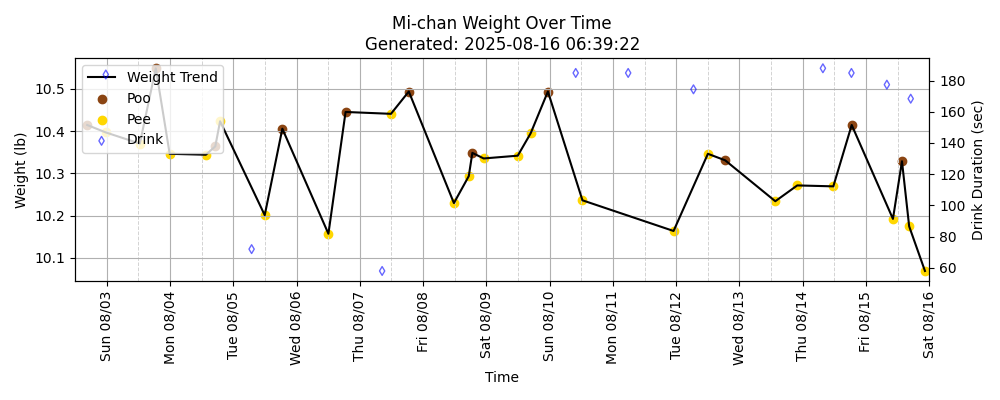 Mi-chan Weight Over Time
Generated: 2025-08-16 06:39:22
Weight Trend
Poo
Pee
Drink
Weight (lb)
10.5
10.4
10.3
10.2
10.1
180
160
140
120
100
80
60
Drink Duration (sec)
Sun 08/03
Mon 08/04
Tue 08/05
Wed 08/06
Thu 08/07
Fri 08/08
Sat 08/09
Sun 08/10
Mon 08/11
Tue 08/12
Wed 08/13
Thu 08/14
Fri 08/15
Sat 08/16
Time